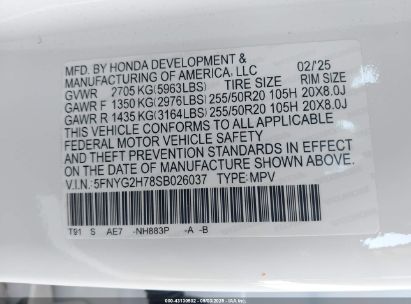 MFD. BY HONDA DEVELOPMENT & 02/'25
MANUFACTURING OF AMERICA, LLC
GVWR 2705 KG(5963LBS) TIRE SIZE RIM SIZE
GAWR F 1350 KG(2976LBS) 255/50R20 105H 20X8.0J
GAWR R 1435 KG(3164LBS) 255/50R20 105H 20X8.0J
THIS VEHICLE CONFORMS TO ALL APPLICABLE
FEDERAL MOTOR VEHICLE SAFETY
STANDARDS IN EFFECT
ON THE DATE OF MANUFACTURE SHOWN ABOVE.
V.I.N.: 5FNYG2H78SB026037 TYPE: MPV
T91 S AE7 -NH883P -A -B